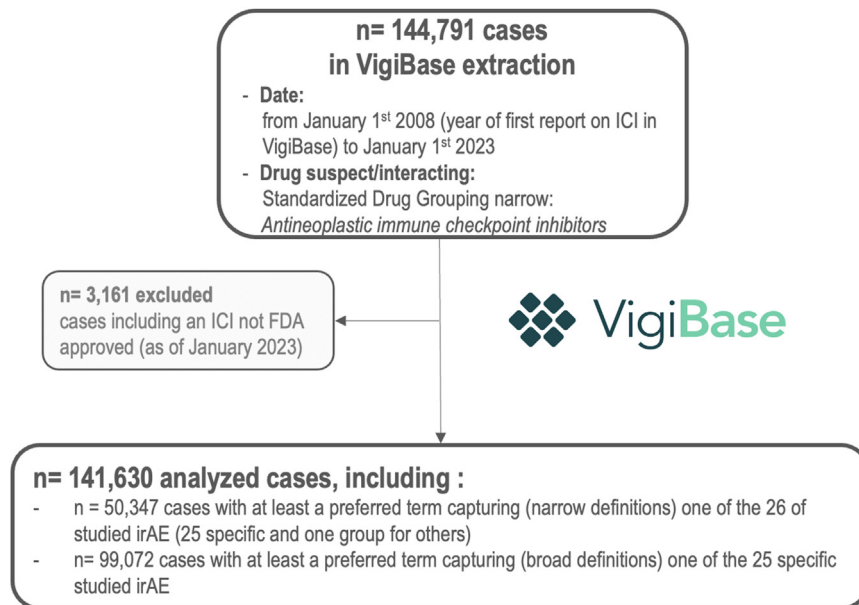 n= 144,791 cases
in VigiBase extraction
- Date:
from January 1st 2008 (year of first report on ICI in
VigiBase) to January 1st 2023
- Drug suspect/interacting:
Standardized Drug Grouping narrow:
Antineoplastic immune checkpoint inhibitors
n= 3,161 excluded
cases including an ICI not FDA
approved (as of January 2023)
VigiBase
n= 141,630 analyzed cases, including :
- n = 50,347 cases with at least a preferred term capturing (narrow definitions) one of the 26 of
studied irAE (25 specific and one group for others)
- n= 99,072 cases with at least a preferred term capturing (broad definitions) one of the 25 specific
studied irAE